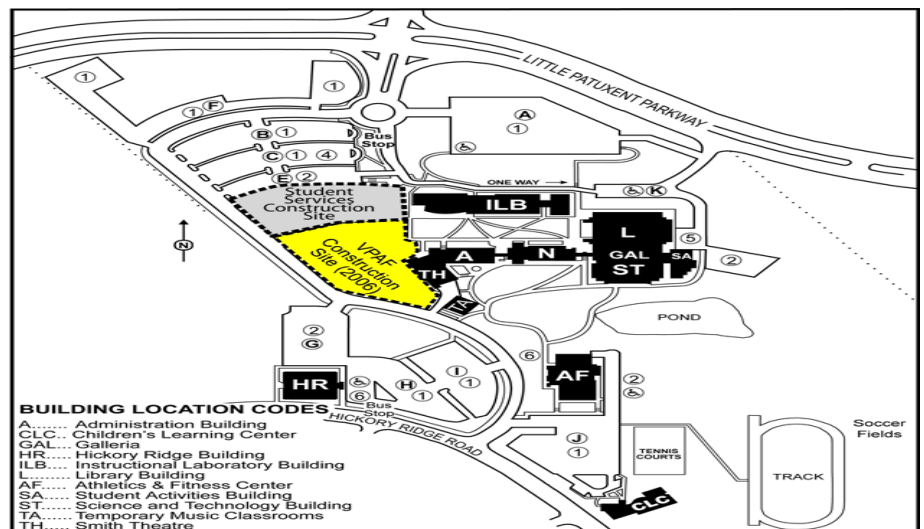 LITTLE PATUXENT PARKWAY
1
1
1 F
A
1
B 1
Bus
Stop
C 1 4
E 2
ONE WAY →
K
Student
Services
Construction
Site
ILB
L
5
VPAF
Construction
Site (2006)
N
A
N
GAL
SA
2
TH
ST
TA
POND
2
G
6
I
1
AF
2
HR
6
H
1
Bus
Stop
HICKORY RIDGE ROAD
J
1
TENNIS
COURTS
TRACK
Soccer
Fields
CLC
BUILDING LOCATION CODES
A....... Administration Building
CLC.. Children's Learning Center
GAL.... Galleria
HR..... Hickory Ridge Building
ILB.... Instructional Laboratory Building
L....... Library Building
AF..... Athletics & Fitness Center
SA..... Student Activities Building
ST..... Science and Technology Building
TA...... Temporary Music Classrooms
TH..... Smith Theatre